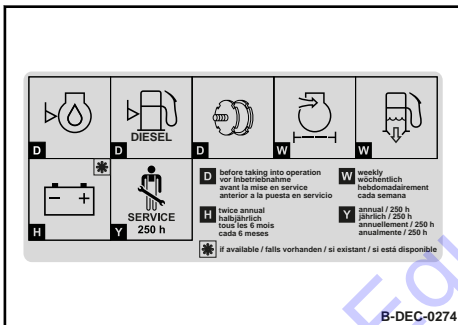 DIESEL
D
D
D
W
W
SERVICE
250 h
H
Y
D before taking into operation
vor Inbetriebnahme
avant la mise en service
anterior a la puesta en servicio
W weekly
wöchentlich
hebdomadairement
cada semana
H twice annual
halbjährlich
tous les 6 mois
cada 6 meses
Y annual / 250 h
jährlich / 250 h
annuellement / 250 h
anualmente / 250 h
if available / falls vorhanden / si existant / si está disponible
B-DEC-0274